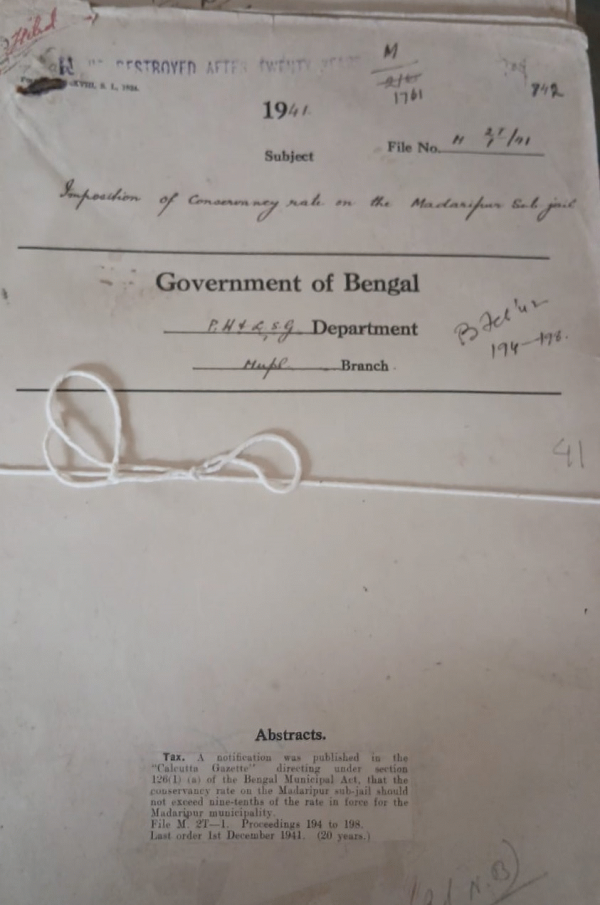 Filed
DESTROYED AFTER TWENTY YEARS
M
1761
742
1941
Subject
File No. M 2T/1/41
Imposition of Conservancy rate on the Madaripur Sub jail
Government of Bengal
P.H & L.S.G Department
Mupl Branch
B Feb '42
194–198.
41
Abstracts.
Tax. A notification was published in the
"Calcutta Gazette" directing under section
126(1) (a) of the Bengal Municipal Act, that the
conservancy rate on the Madaripur sub-jail should
not exceed nine-tenths of the rate in force for the
Madaripur municipality.
File M. 2T—1. Proceedings 194 to 198.
Last order 1st December 1941. (20 years.)